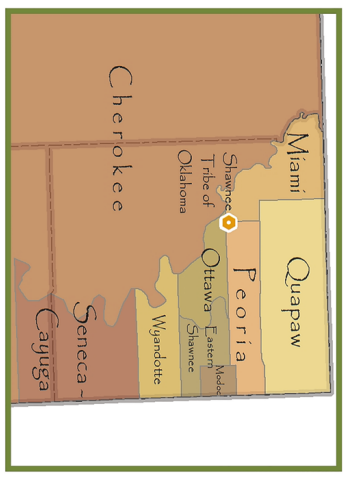 Cherokee
Miami
Shawnee
Tribe of
Oklahoma
Quapaw
Peoria
Ottawa
Eastern
Shawnee
Modoc
Wyandotte
Seneca-
Cayuga